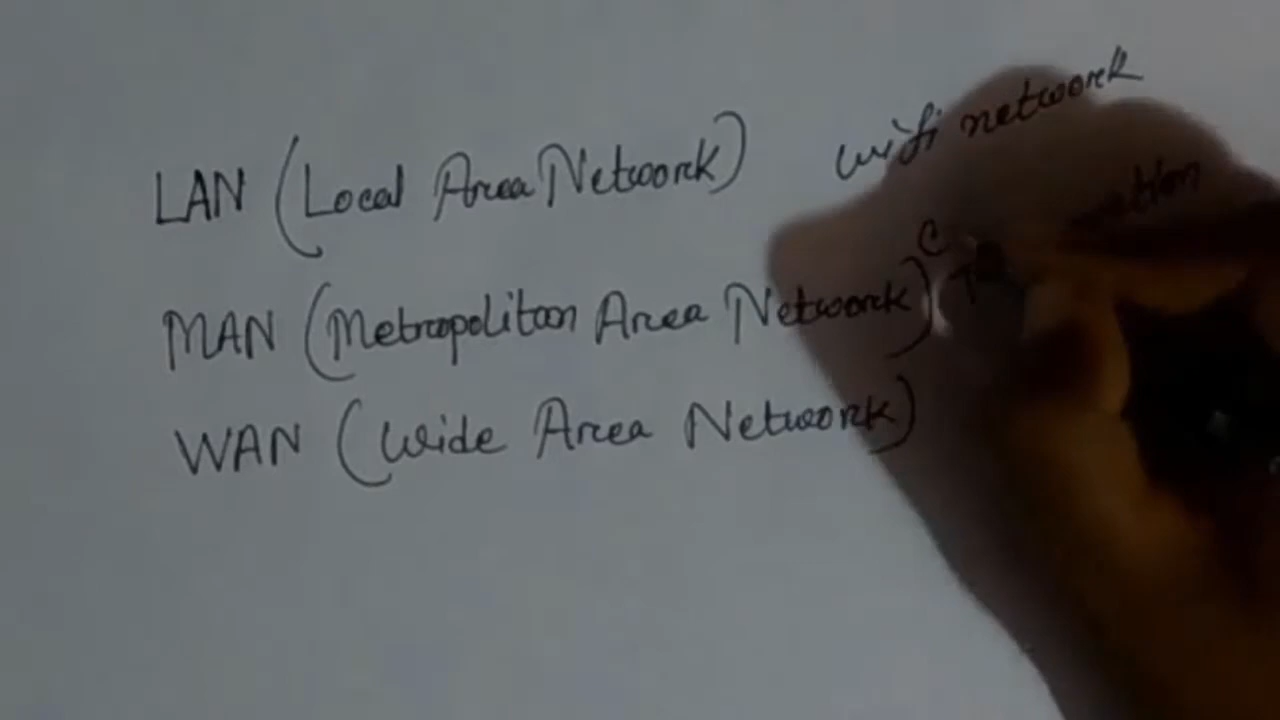 LAN (Local Area Network) wifi network
MAN (Metropolitan Area Network)
WAN (Wide Area Network)